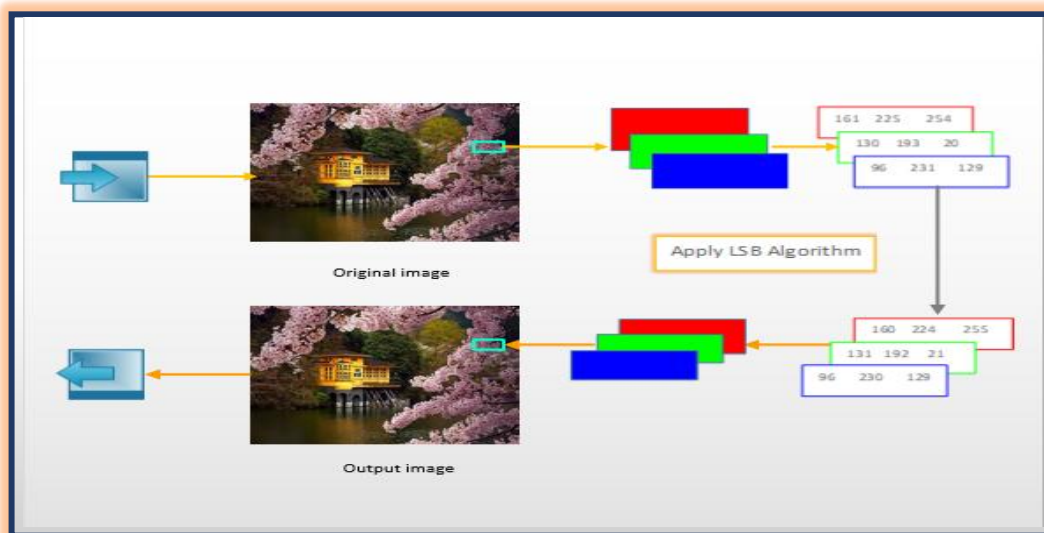 161 225 254
130 193 20
96 231 129
Apply LSB Algorithm
Original image
160 224 255
131 192 21
96 230 129
Output image